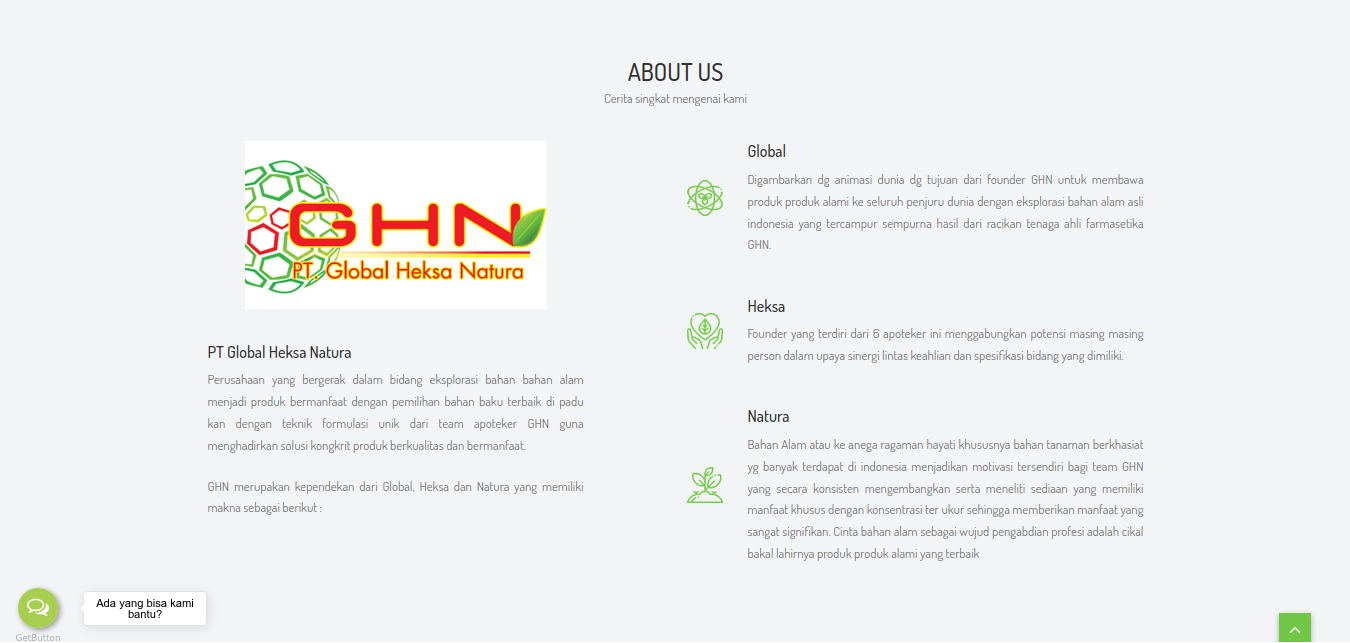 ABOUT US
Cerita singkat mengenai kami
GHN
PT. Global Heksa Natura
PT Global Heksa Natura
Perusahaan yang bergerak dalam bidang eksplorasi bahan bahan alam
menjadi produk bermanfaat dengan pemilihan bahan baku terbaik di padu
kan dengan teknik formulasi unik dari team apoteker GHN guna
menghadirkan solusi kongkrit produk berkualitas dan bermanfaat.
GHN merupakan kependekan dari Global, Heksa dan Natura yang memiliki
makna sebagai berikut :
Global
Digambarkan dg animasi dunia dg tujuan dari founder GHN untuk membawa
produk produk alami ke seluruh penjuru dunia dengan eksplorasi bahan alam asli
indonesia yang tercampur sempurna hasil dari racikan tenaga ahli farmasetika
GHN.
Heksa
Founder yang terdiri dari 6 apoteker ini menggabungkan potensi masing masing
person dalam upaya sinergi lintas keahlian dan spesifikasi bidang yang dimiliki.
Natura
Bahan Alam atau ke anega ragaman hayati khususnya bahan tanaman berkhasiat
yg banyak terdapat di indonesia menjadikan motivasi tersendiri bagi team GHN
yang secara konsisten mengembangkan serta meneliti sediaan yang memiliki
manfaat khusus dengan konsentrasi ter ukur sehingga memberikan manfaat yang
sangat signifikan. Cinta bahan alam sebagai wujud pengabdian profesi adalah cikal
bakal lahirnya produk produk alami yang terbaik
Ada yang bisa kami
bantu?
GetButton